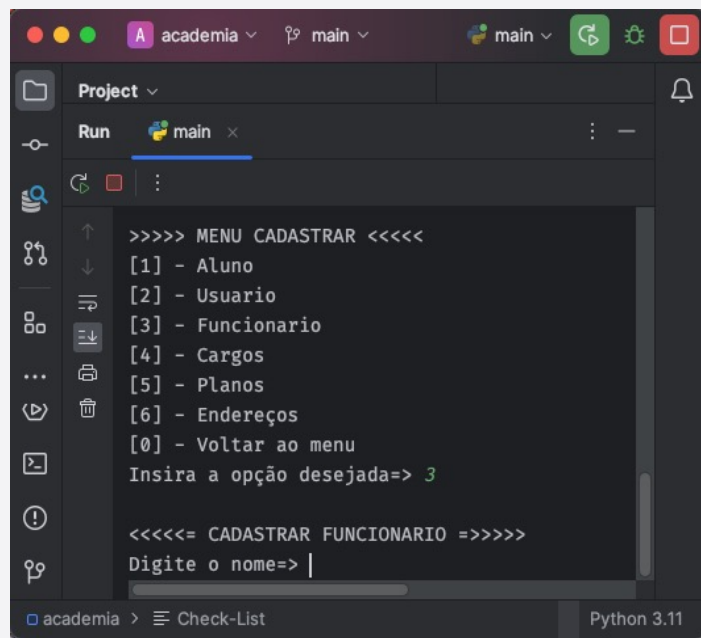 A academia main main
Project
Run main
>>>>> MENU CADASTRAR <<<<<
[1] - Aluno
[2] - Usuario
[3] - Funcionario
[4] - Cargos
[5] - Planos
[6] - Endereços
[0] - Voltar ao menu
Insira a opção desejada=> 3
<<<<<= CADASTRAR FUNCIONARIO =>>>>>
Digite o nome=>
academia > Check-List Python 3.11